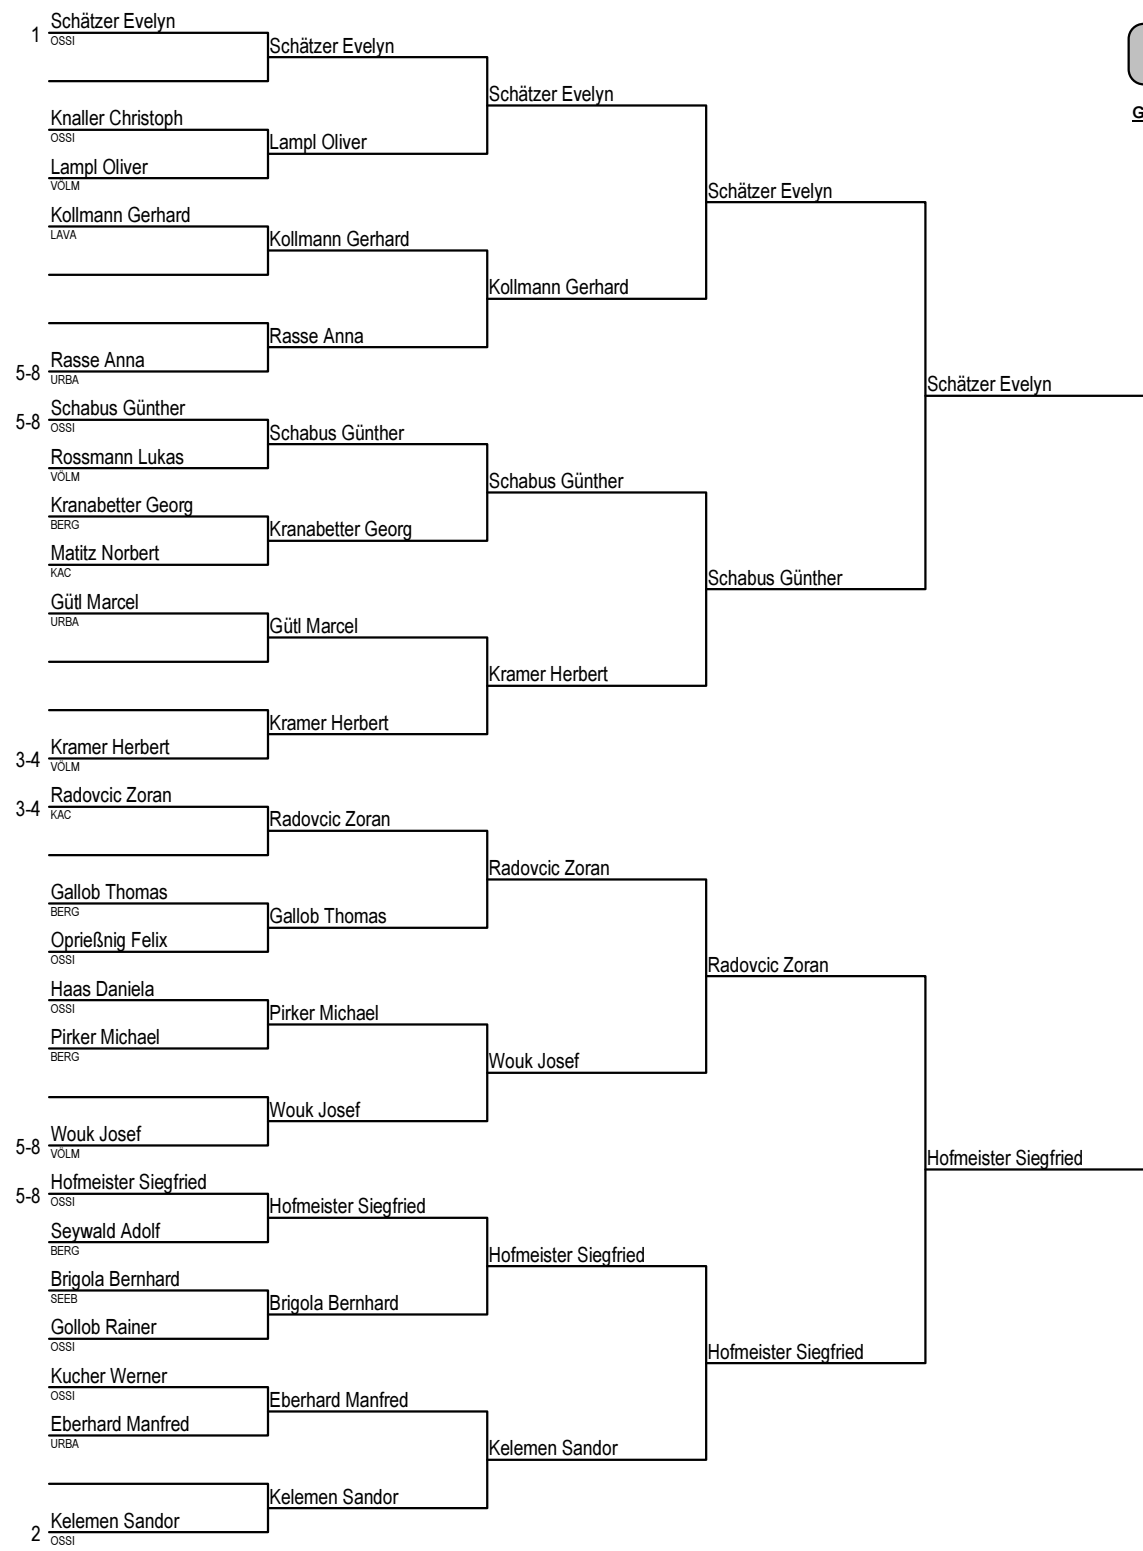 Schätzer Evelyn
1
OSSI
Schätzer Evelyn
Schätzer Evelyn
Knaller Christoph
OSSI
Lampl Oliver
Lampl Oliver
VÖLM
Schätzer Evelyn
Kollmann Gerhard
LAVA
Kollmann Gerhard
Kollmann Gerhard
Rasse Anna
Rasse Anna
5-8
URBA
Schätzer Evelyn
Schabus Günther
5-8
OSSI
Schabus Günther
Rossmann Lukas
VÖLM
Schabus Günther
Kranabetter Georg
BERG
Kranabetter Georg
Matitz Norbert
KAC
Schabus Günther
Gütl Marcel
URBA
Gütl Marcel
Kramer Herbert
Kramer Herbert
Kramer Herbert
3-4
VÖLM
Radovcic Zoran
3-4
KAC
Radovcic Zoran
Radovcic Zoran
Gallob Thomas
BERG
Gallob Thomas
Oprießnig Felix
OSSI
Radovcic Zoran
Haas Daniela
OSSI
Pirker Michael
Pirker Michael
BERG
Wouk Josef
Wouk Josef
Wouk Josef
5-8
VÖLM
Hofmeister Siegfried
Hofmeister Siegfried
5-8
OSSI
Hofmeister Siegfried
Seywald Adolf
BERG
Hofmeister Siegfried
Brigola Bernhard
SEEB
Brigola Bernhard
Gollob Rainer
OSSI
Hofmeister Siegfried
Kucher Werner
OSSI
Eberhard Manfred
Eberhard Manfred
URBA
Kelemen Sandor
Kelemen Sandor
Kelemen Sandor
2
OSSI
G